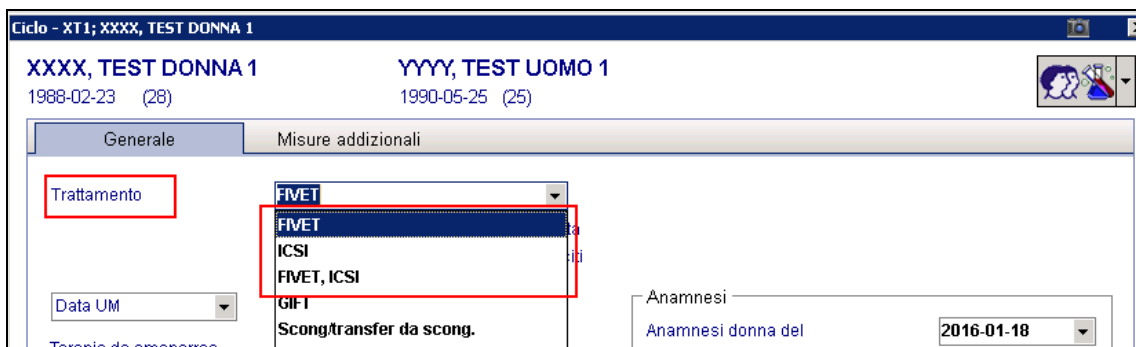 Ciclo - XT1; XXXX, TEST DONNA 1
XXXX, TEST DONNA 1 YYYY, TEST UOMO 1
1988-02-23 (28) 1990-05-25 (25)
Generale Misure addizionali
Trattamento FIVET
FIVET
ICSI
FIVET, ICSI
GIFT
Scong/transfer da scong.
Data UM
Anamnesi
Anamnesi donna del 2016-01-18